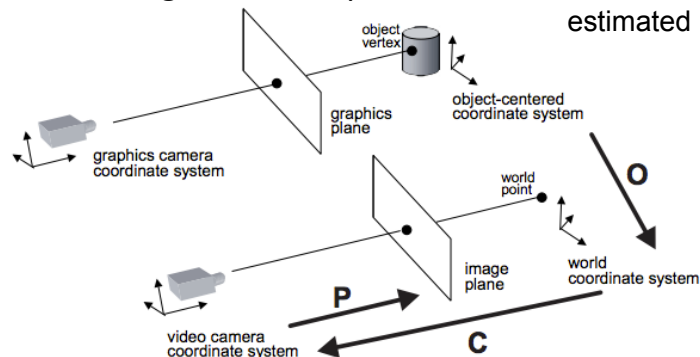 estimated
object
vertex
graphics
plane
object-centered
coordinate system
graphics camera
coordinate system
O
world
point
image
plane
world
coordinate system
P
C
video camera
coordinate system